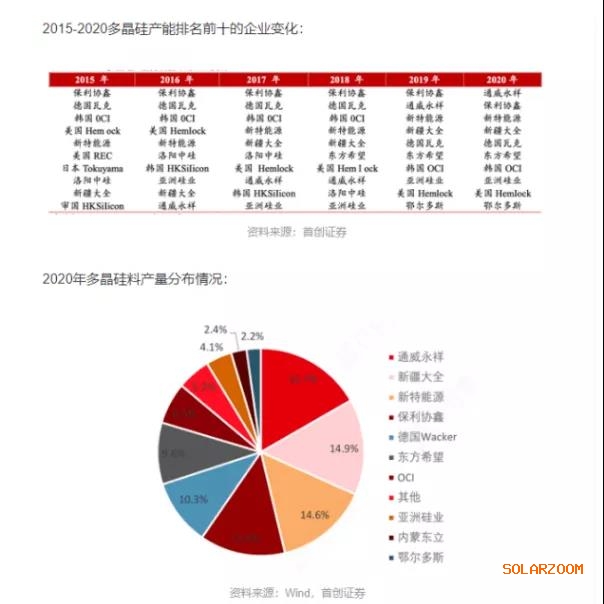 2015-2020多晶硅产能排名前十的企业变化：
2015 年 2016 年 2017 年 2018 年 2019 年 2020 年
保利协鑫 保利协鑫 保利协鑫 保利协鑫 保利协鑫 通威永祥
德国瓦克 德国瓦克 德国瓦克 德国瓦克 通威永祥 保利协鑫
韩国 0CI 韩国 0CI 韩国 0CI 韩国 0CI 新特能源 新特能源
美国 Hem ock 美国 Hemlock 新特能源 新特能源 新疆大全 新疆大全
新特能源 新特能源 洛阳中硅 新疆大全 德国瓦克 德国瓦克
美国 REC 洛阳中硅 新疆大全 东方希望 东方希望 东方希望
日本 Tokuyama 韩国 HKSilicon 美国 Hemlock 美国 Hem I ock 韩国 OCI 韩国 OCI
洛阳中硅 亚洲硅业 通威永祥 通威永祥 亚洲硅业 亚洲硅业
新疆大全 新疆大全 韩国 HKSilicon 洛阳中硅 美国 Hemlock 美国 Hemlock
审国 HKSilicon 通威永祥 亚洲硅业 亚洲硅业 鄂尔多斯 鄂尔多斯
资料来源：首创证券
2020年多晶硅料产量分布情况：
2.4%
2.2%
4.1%
14.9%
14.6%
10.3%
通威永祥
新疆大全
新特能源
保利协鑫
德国Wacker
东方希望
OCI
其他
亚洲硅业
内蒙东立
鄂尔多斯
SOLARZOOM
资料来源：Wind，首创证券